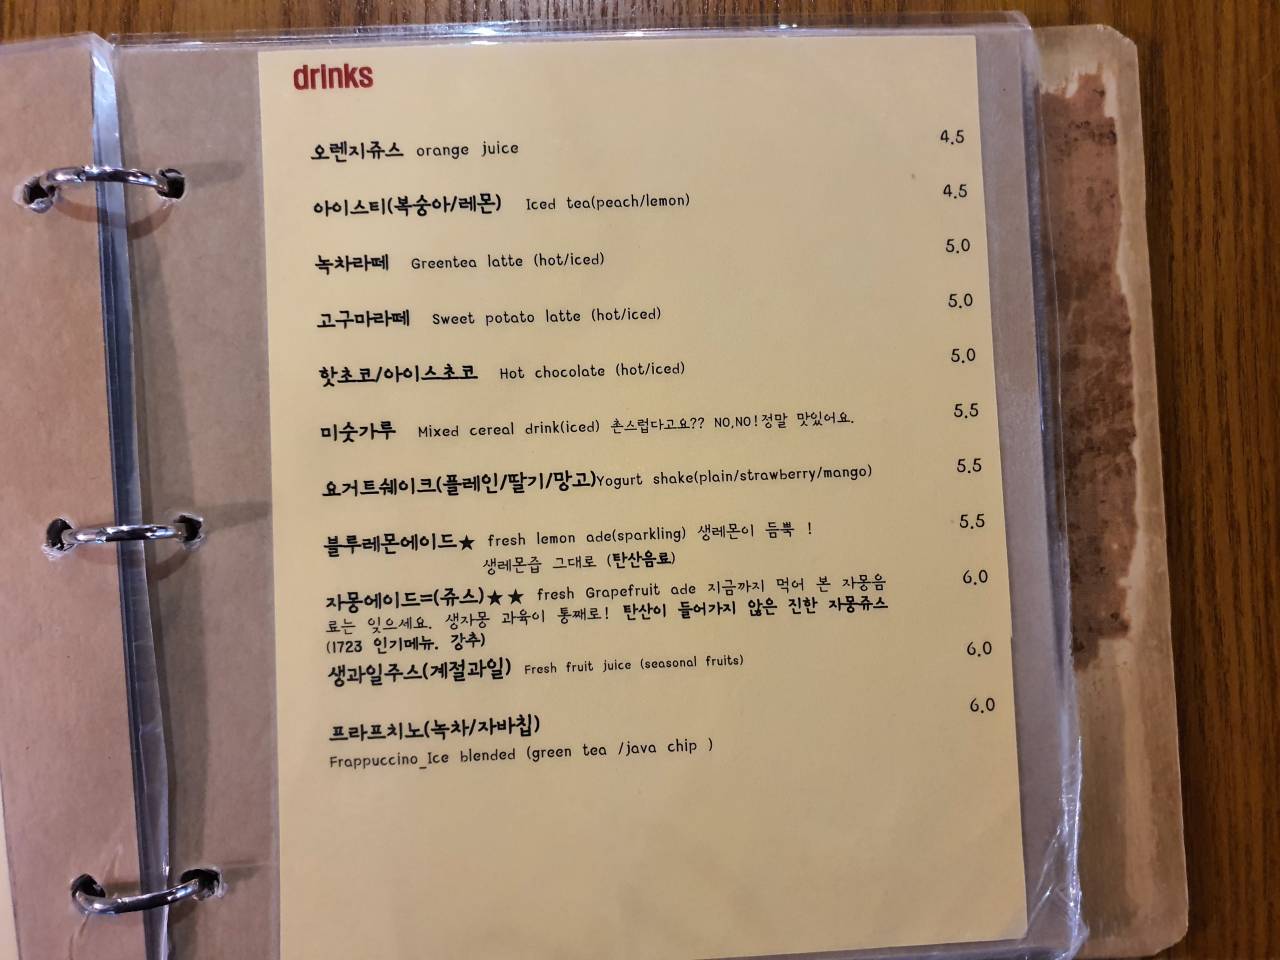 drinks
오렌지쥬스 orange juice 4.5
아이스티(복숭아/레몬) Iced tea(peach/lemon) 4.5
녹차라떼 Greentea latte (hot/iced) 5.0
고구마라떼 Sweet potato latte (hot/iced) 5.0
핫초코/아이스초코 Hot chocolate (hot/iced) 5.0
미숫가루 Mixed cereal drink(iced) 촌스럽다고요?? NO,NO!정말 맛있어요. 5.5
요거트쉐이크(플레인/딸기/망고)Yogurt shake(plain/strawberry/mango) 5.5
블루레몬에이드★ fresh lemon ade(sparkling) 생레몬이 듬뿍 ! 5.5
생레몬즙 그대로 (탄산음료)
자몽에이드=(쥬스)★★ fresh Grapefruit ade 지금까지 먹어 본 자몽음 6.0
료는 잊으세요. 생자몽 과육이 통째로! 탄산이 들어가지 않은 진한 자몽쥬스
(1723 인기메뉴. 강추)
생과일주스(계절과일) Fresh fruit juice (seasonal fruits) 6.0
프라프치노(녹차/자바칩) 6.0
Frappuccino_Ice blended (green tea /java chip )